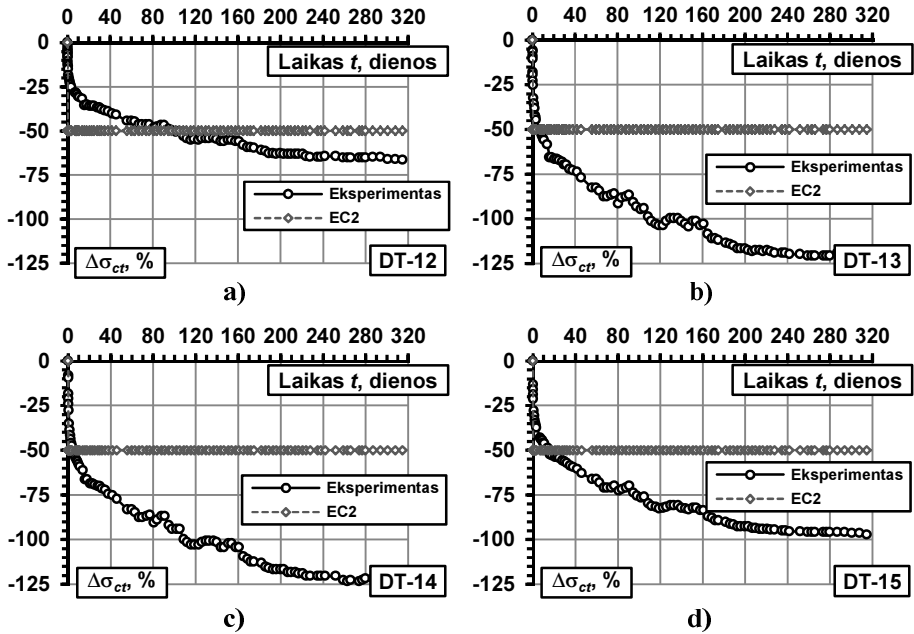 0 40 80 120 160 200 240 280 320
0
-25
-50
-75
-100
-125
Laikas t, dienos
Eksperimentas
EC2
Δσct, %
DT-12
a)
0 40 80 120 160 200 240 280 320
0
-25
-50
-75
-100
-125
Laikas t, dienos
Eksperimentas
EC2
Δσct, %
DT-13
b)
0 40 80 120 160 200 240 280 320
0
-25
-50
-75
-100
-125
Laikas t, dienos
Eksperimentas
EC2
Δσct, %
DT-14
c)
0 40 80 120 160 200 240 280 320
0
-25
-50
-75
-100
-125
Laikas t, dienos
Eksperimentas
EC2
Δσct, %
DT-15
d)